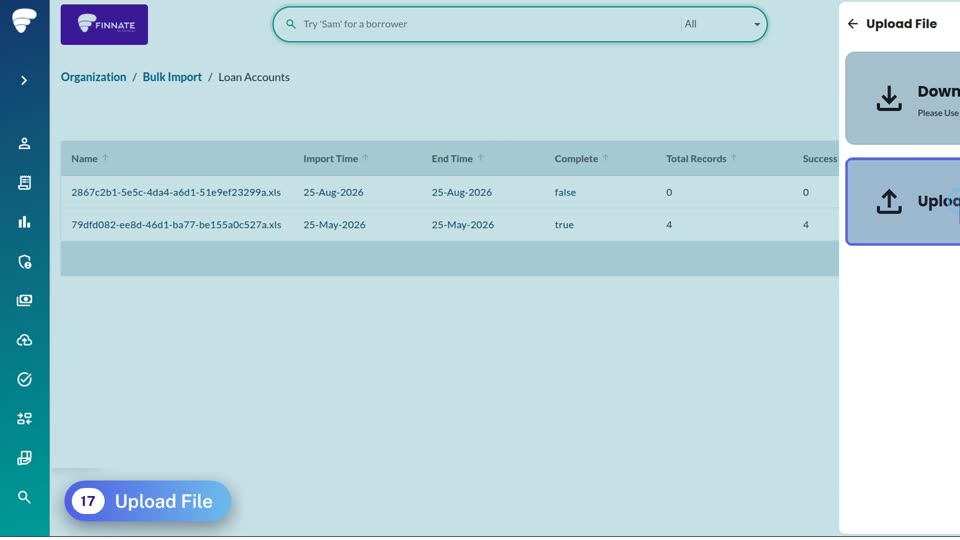 FINNATE
Try 'Sam' for a borrower
All
Upload File
Organization / Bulk Import / Loan Accounts
Down
Please Use
Name Import Time End Time Complete Total Records Success
2867c2b1-5e5c-4da4-a6d1-51e9ef23299a.xls 25-Aug-2026 25-Aug-2026 false 0 0
79dfd082-ee8d-46d1-ba77-be155a0c527a.xls 25-May-2026 25-May-2026 true 4 4
Uploa
17 Upload File